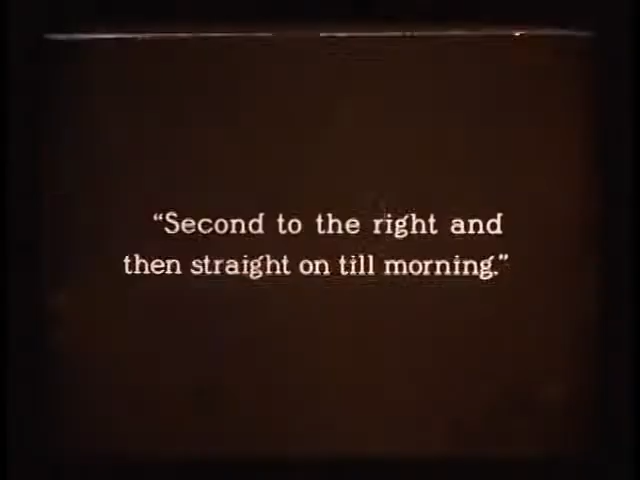 “Second to the right and
then straight on till morning.”